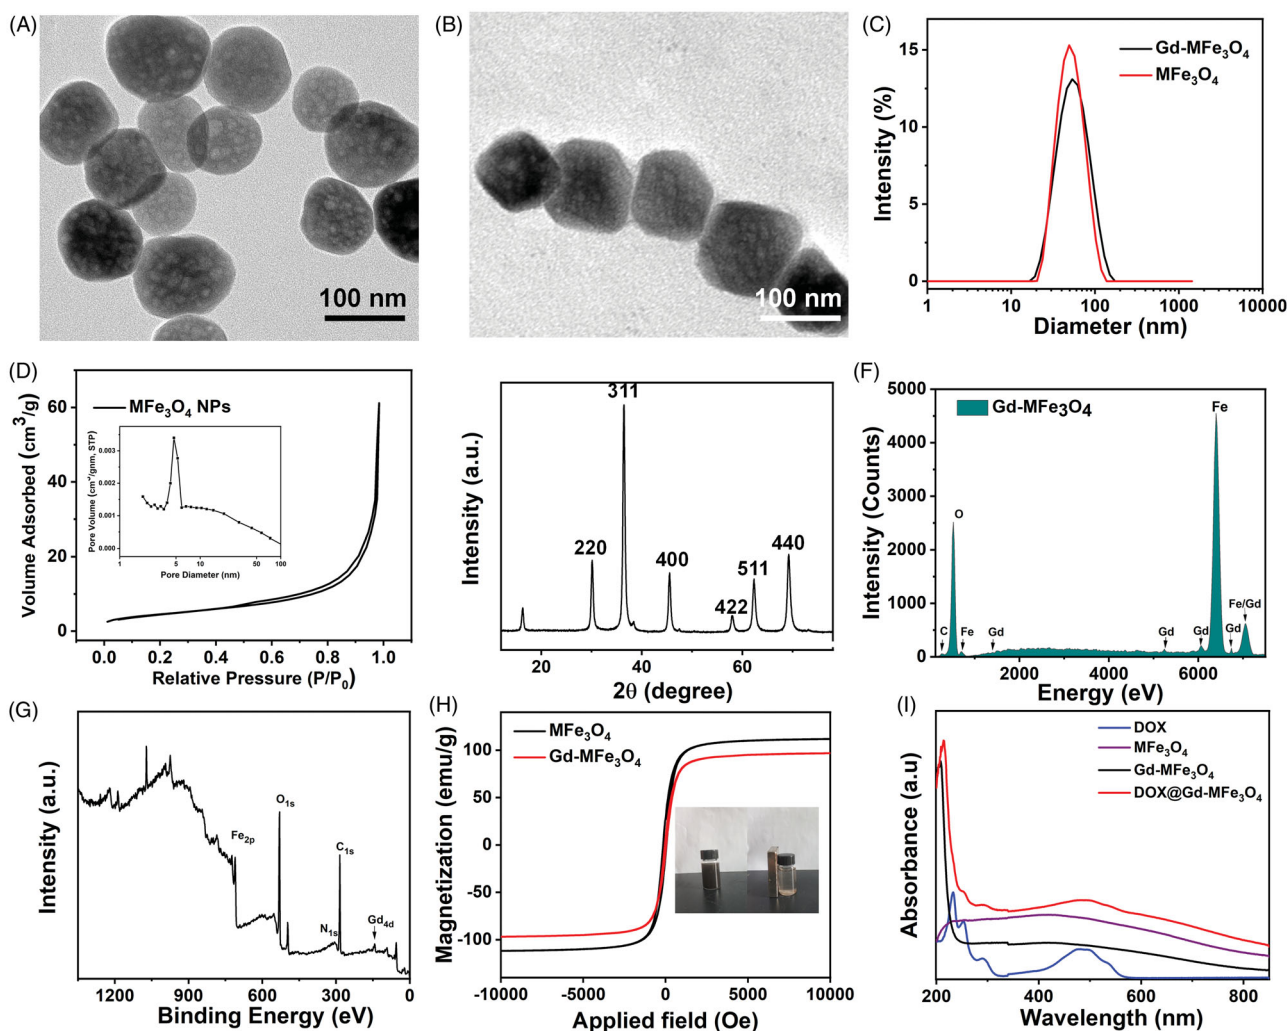 (A)
100 nm
(B)
100 nm
(C)
Gd-MFe₃O₄
MFe₃O₄
Intensity (%)
15
10
5
0
1 10 100 1000 10000
Diameter (nm)
(D)
MFe₃O₄ NPs
Volume Adsorbed (cm³/g)
60
40
20
0
0.0 0.2 0.4 0.6 0.8 1.0
Relative Pressure (P/P₀)
Pore Volume (cm³/gnm, STP)
0.003
0.002
0.001
0.000
1 5 10 50 100
Pore Diameter (nm)
311
220
400
422
511
440
Intensity (a.u.)
20 40 60
2θ (degree)
(F)
Gd-MFe₃O₄
Intensity (Counts)
5000
4500
4000
3500
3000
2500
2000
1500
1000
500
0
C
O
Fe
Gd
Gd
Gd
Fe
Gd
Fe/Gd
2000 4000 6000
Energy (eV)
(G)
Intensity (a.u.)
Fe₂ₚ
O₁ₛ
N₁ₛ
C₁ₛ
Gd₄d
1200 900 600 300 0
Binding Energy (eV)
(H)
MFe₃O₄
Gd-MFe₃O₄
Magnetization (emu/g)
100
50
0
-50
-100
-10000 -5000 0 5000 10000
Applied field (Oe)
(I)
DOX
MFe₃O₄
Gd-MFe₃O₄
DOX@Gd-MFe₃O₄
Absorbance (a.u)
200 400 600 800
Wavelength (nm)